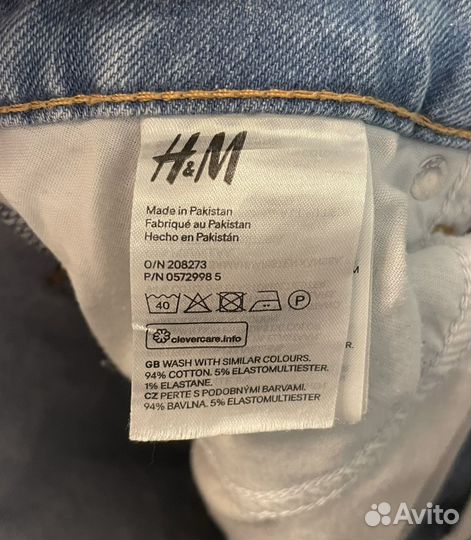 H&M
Made in Pakistan
Fabriqué au Pakistan
Hecho en Pakistán
O/N 208273
P/N 0572998 5
40 P
clevercare.info
GB WASH WITH SIMILAR COLOURS.
94% COTTON. 5% ELASTOMULTIESTER.
1% ELASTANE.
CZ PERTE S PODOBNÝMI BARVAMI.
94% BAVLNA. 5% ELASTOMULTIESTER.
M
Avito